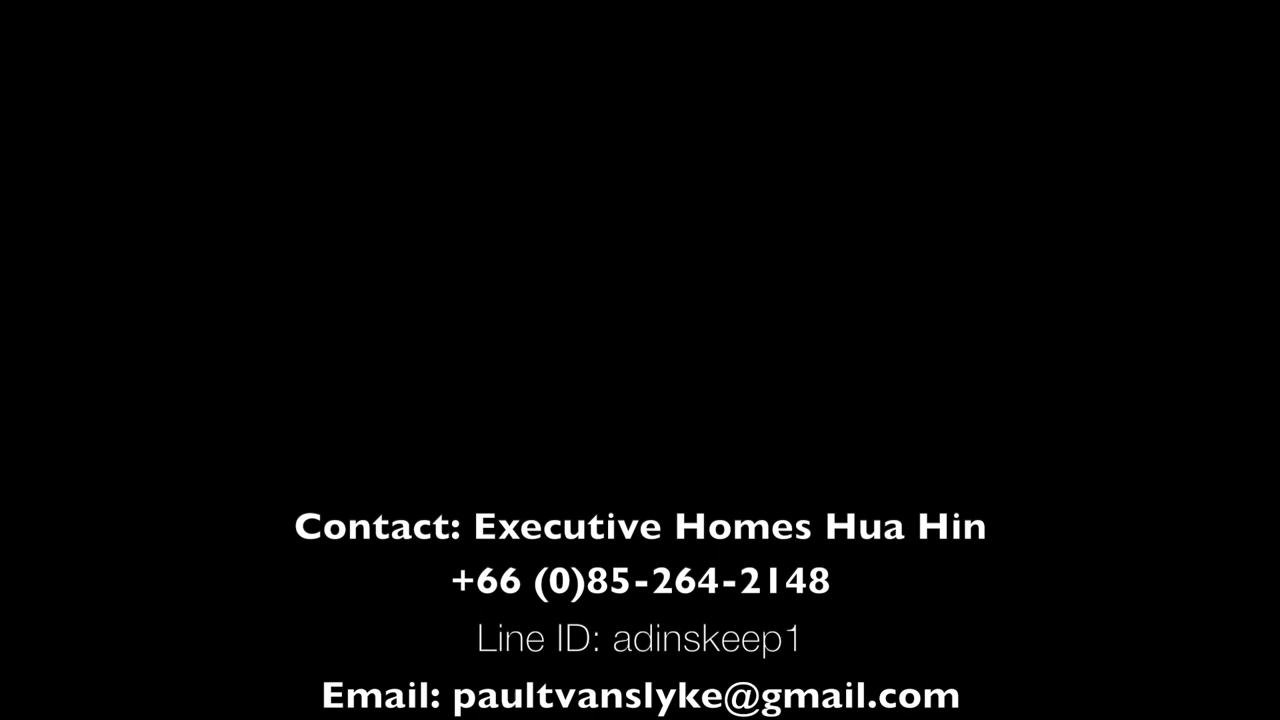 Contact: Executive Homes Hua Hin
+66 (0)85-264-2148
Line ID: adinskeep1
Email: paultvanslyke@gmail.com